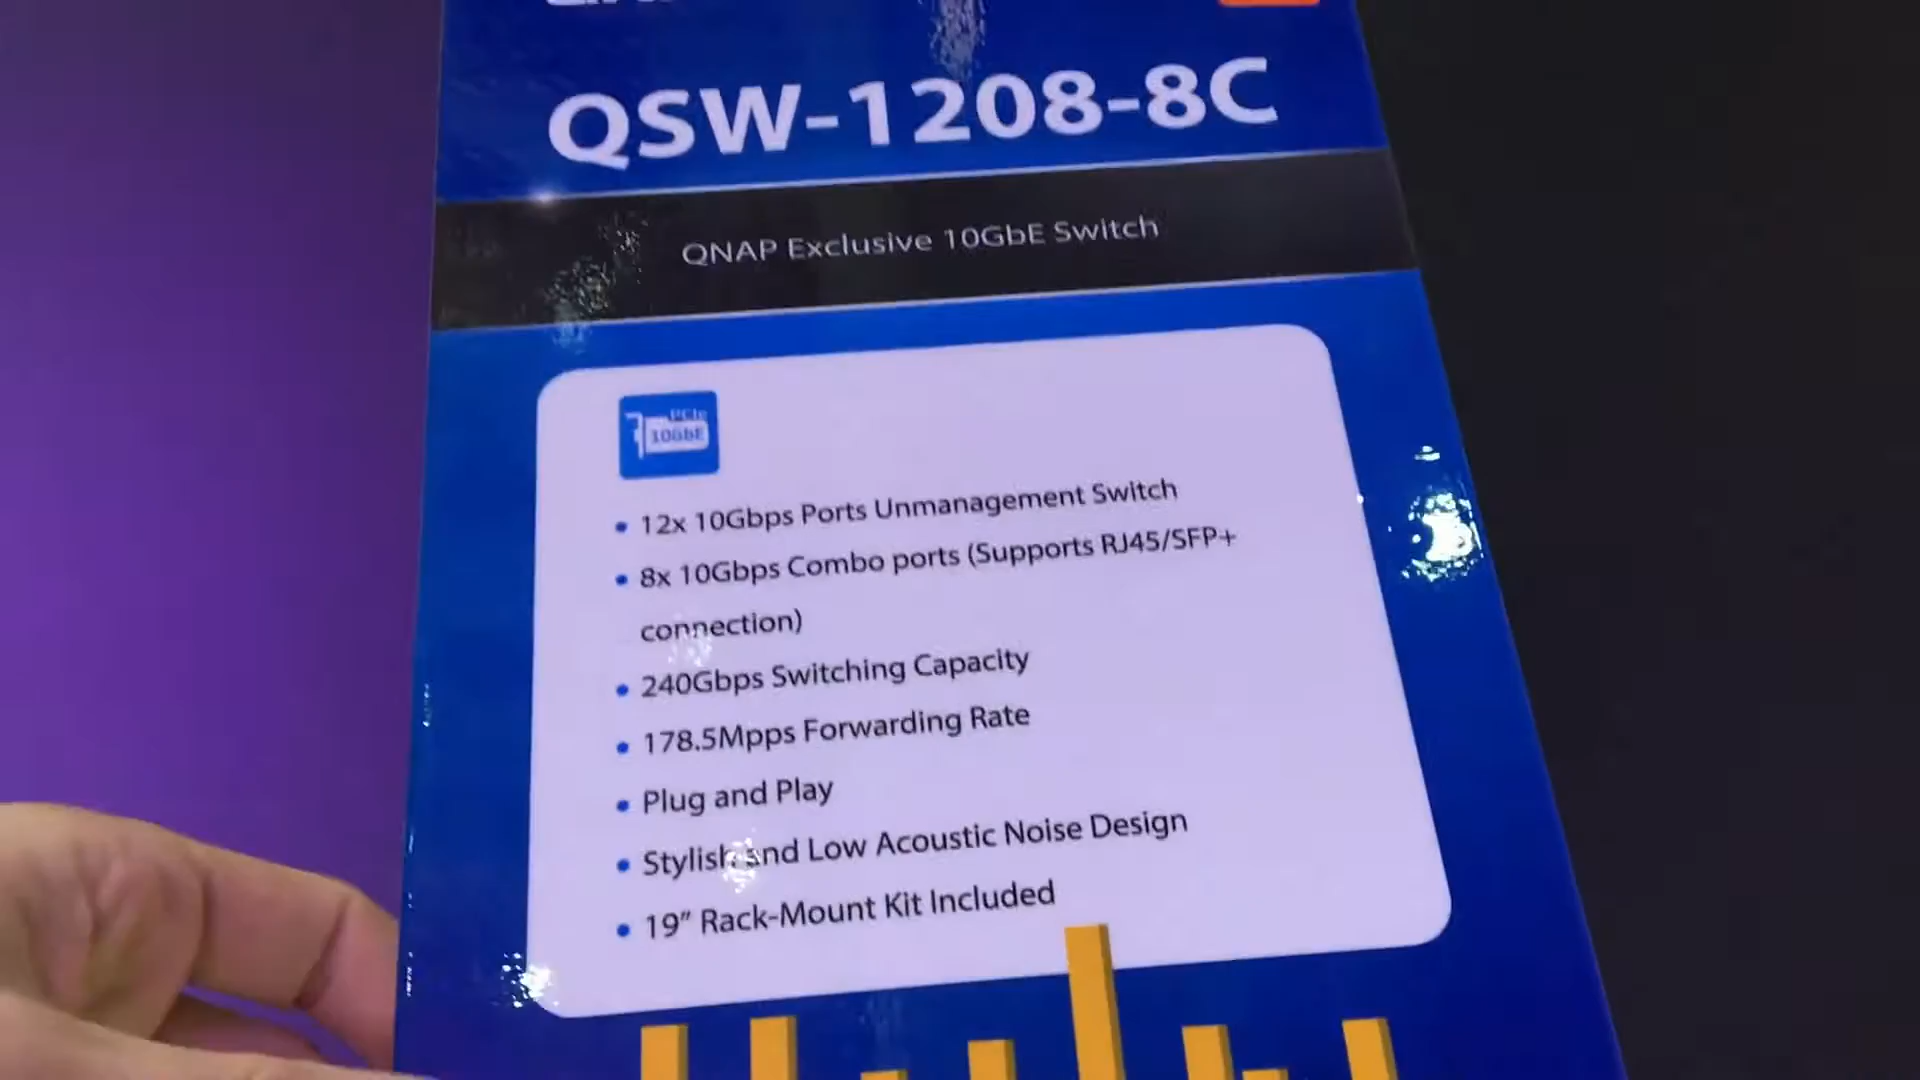 QSW-1208-8C
QNAP Exclusive 10GbE Switch
PCIe
10GbE
• 12x 10Gbps Ports Unmanagement Switch
• 8x 10Gbps Combo ports (Supports RJ45/SFP+
connection)
• 240Gbps Switching Capacity
• 178.5Mpps Forwarding Rate
• Plug and Play
• Stylish and Low Acoustic Noise Design
• 19” Rack-Mount Kit Included